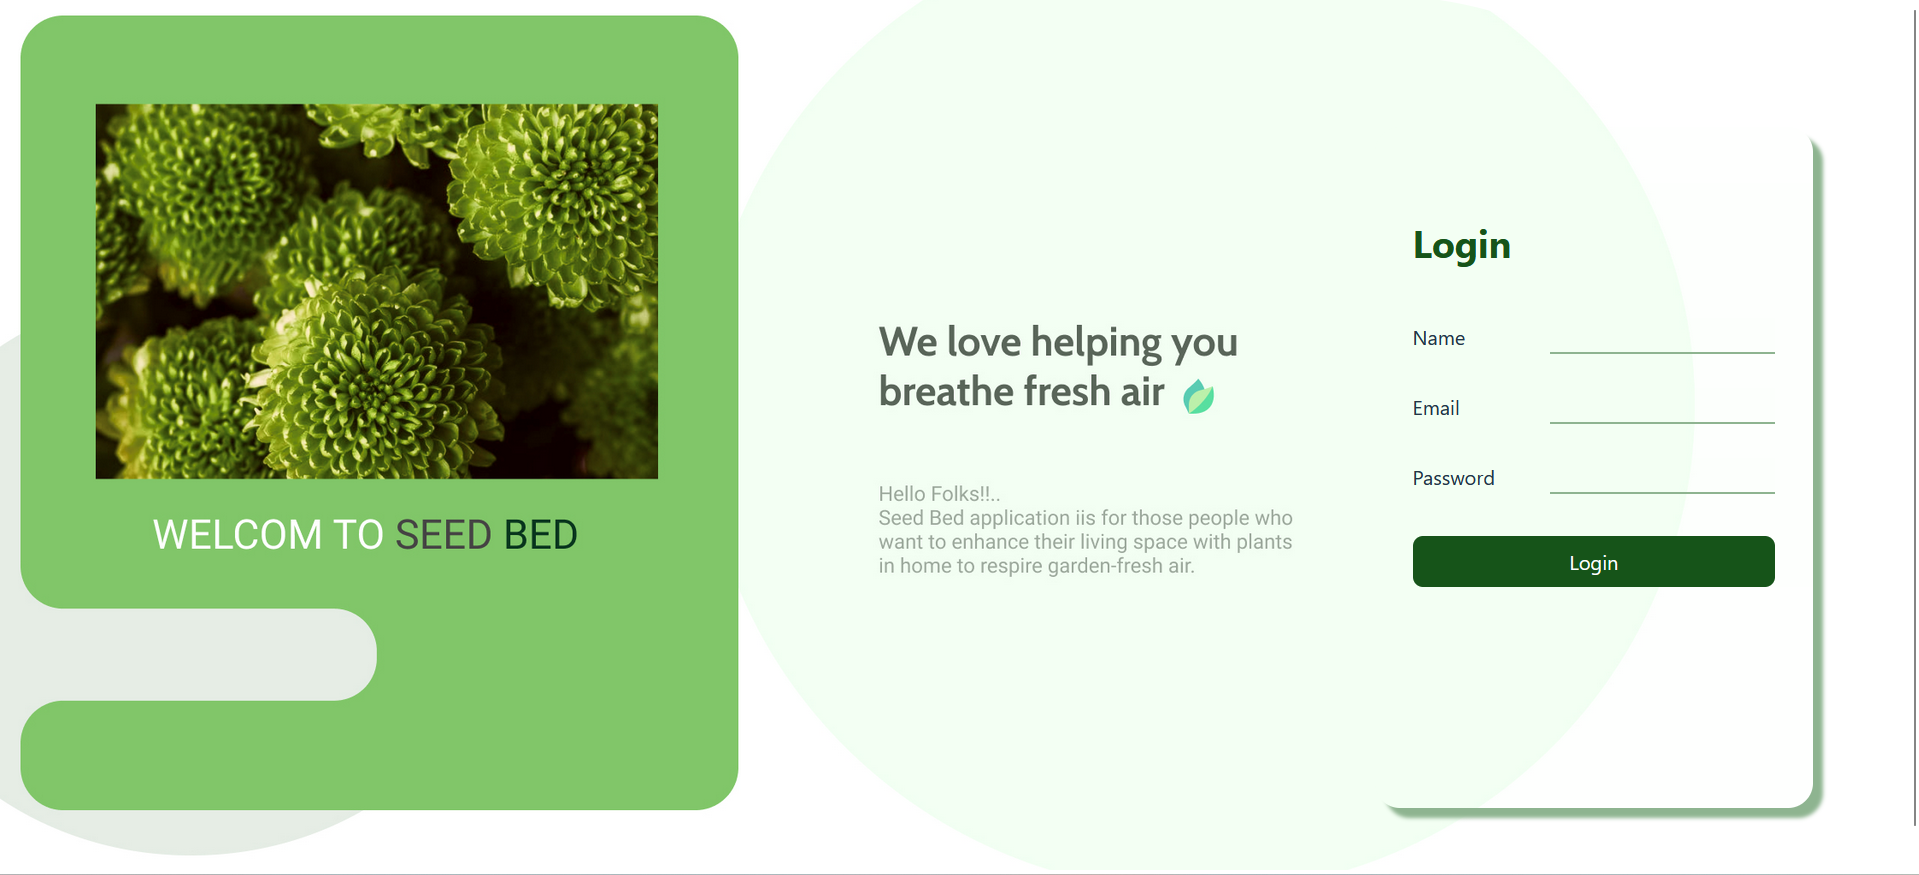 WELCOM TO SEED BED
We love helping you
breathe fresh air
Hello Folks!!..
Seed Bed application iis for those people who
want to enhance their living space with plants
in home to respire garden-fresh air.
Login
Name
Email
Password
Login